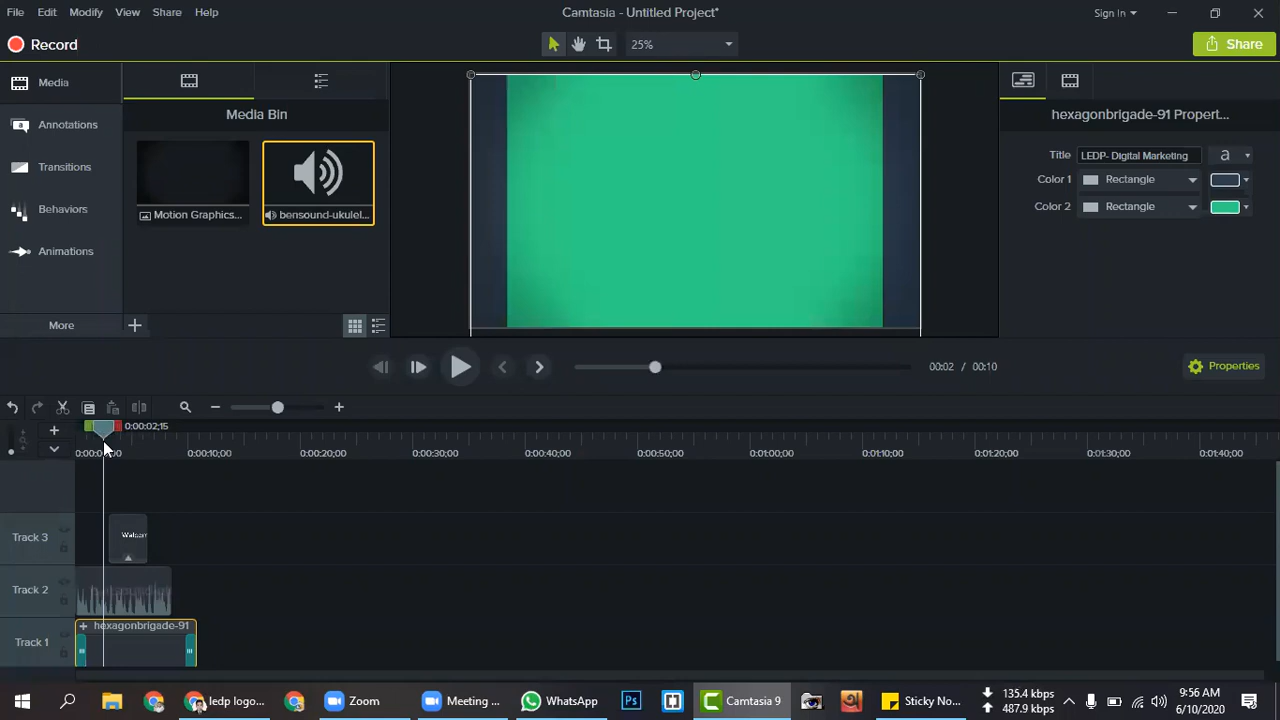 File Edit Modify View Share Help
Camtasia - Untitled Project*
Sign In
Record
25%
Share
Media
Annotations
Transitions
Behaviors
Animations
More
Media Bin
Motion Graphics...
bensound-ukulel...
hexagonbrigade-91 Propert...
Title LEDP- Digital Marketing a
Color 1 Rectangle
Color 2 Rectangle
00:02 / 00:10
Properties
0:00:02;15
0:00:10;00 0:00:20;00 0:00:30;00 0:00:40;00 0:00:50;00 0:01:00;00 0:01:10;00 0:01:20;00 0:01:30;00 0:01:40;00
Track 3
Track 2
Track 1
hexagonbrigade-91
ledp logo...
Zoom
Meeting ...
WhatsApp
Ps
Camtasia 9
Sticky No...
135.4 kbps
487.9 kbps
9:56 AM
6/10/2020